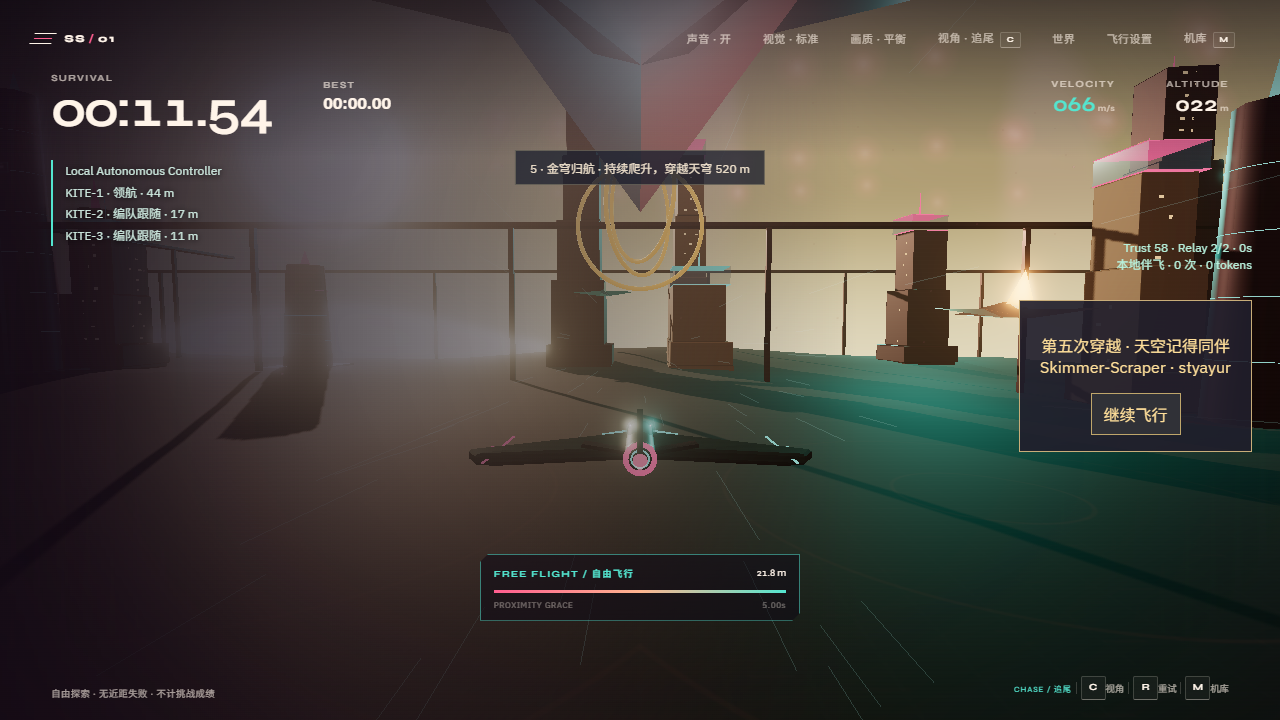 SS / 01
声音 · 开
视觉 · 标准
画质 · 平衡
视角 · 追尾 C
世界
飞行设置
机库 M
SURVIVAL
00:11.54
BEST
00:00.00
VELOCITY
066 m/s
ALTITUDE
022 m
5 · 金穹归航 · 持续爬升，穿越天穹 520 m
Local Autonomous Controller
KITE-1 · 领航 · 44 m
KITE-2 · 编队跟随 · 17 m
KITE-3 · 编队跟随 · 11 m
Trust 58 · Relay 2/2 · 0s
本地伴飞 · 0 次 · 0 tokens
第五次穿越 · 天空记得同伴
Skimmer-Scraper · styayur
继续飞行
FREE FLIGHT / 自由飞行
21.8 m
PROXIMITY GRACE
5.00s
自由探索 · 无近距失败 · 不计挑战成绩
CHASE / 追尾
C 视角
R 重试
M 机库